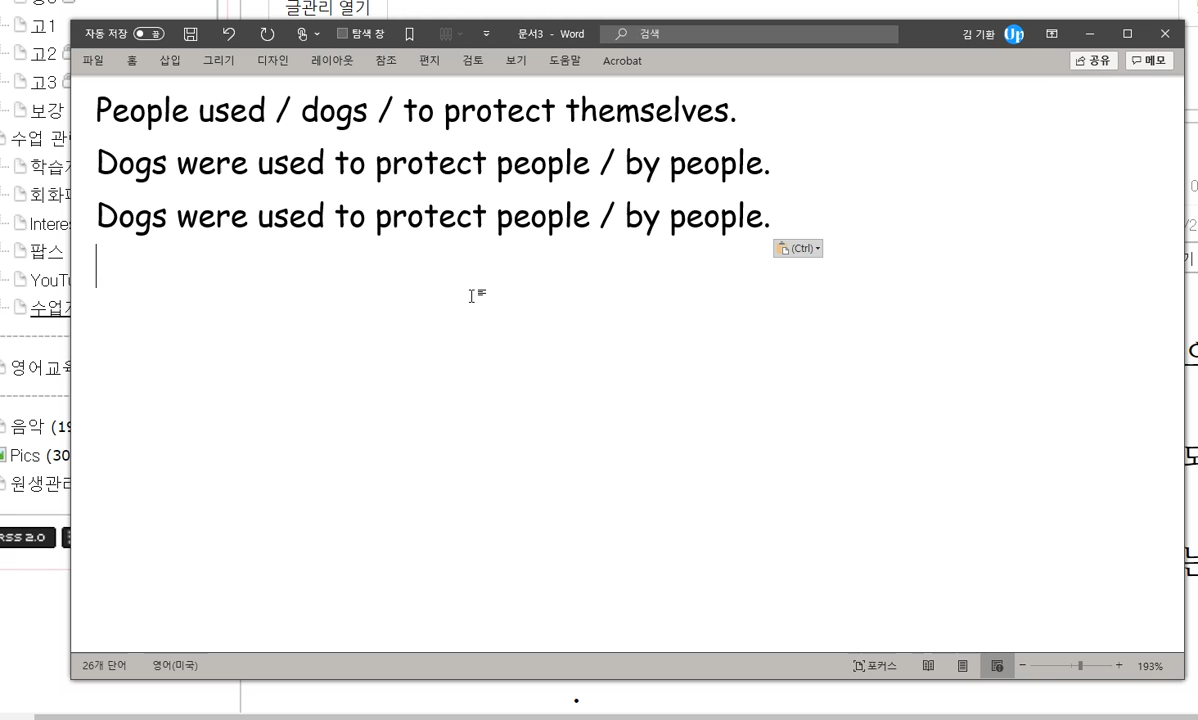 글관리 열기
고1
고2
고3
보강
수업 관
학습
회화
Interes
팝스
YouTu
수업
영어교육
음악 (19
Pics (30
원생관리
RSS 2.0
자동 저장 끔 탐색 창 문서3 - Word 검색 김 기환 Up
파일 홈 삽입 그리기 디자인 레이아웃 참조 편지 검토 보기 도움말 Acrobat 공유 메모
People used / dogs / to protect themselves.
Dogs were used to protect people / by people.
Dogs were used to protect people / by people.
(Ctrl)
26개 단어 영어(미국) 포커스 193%